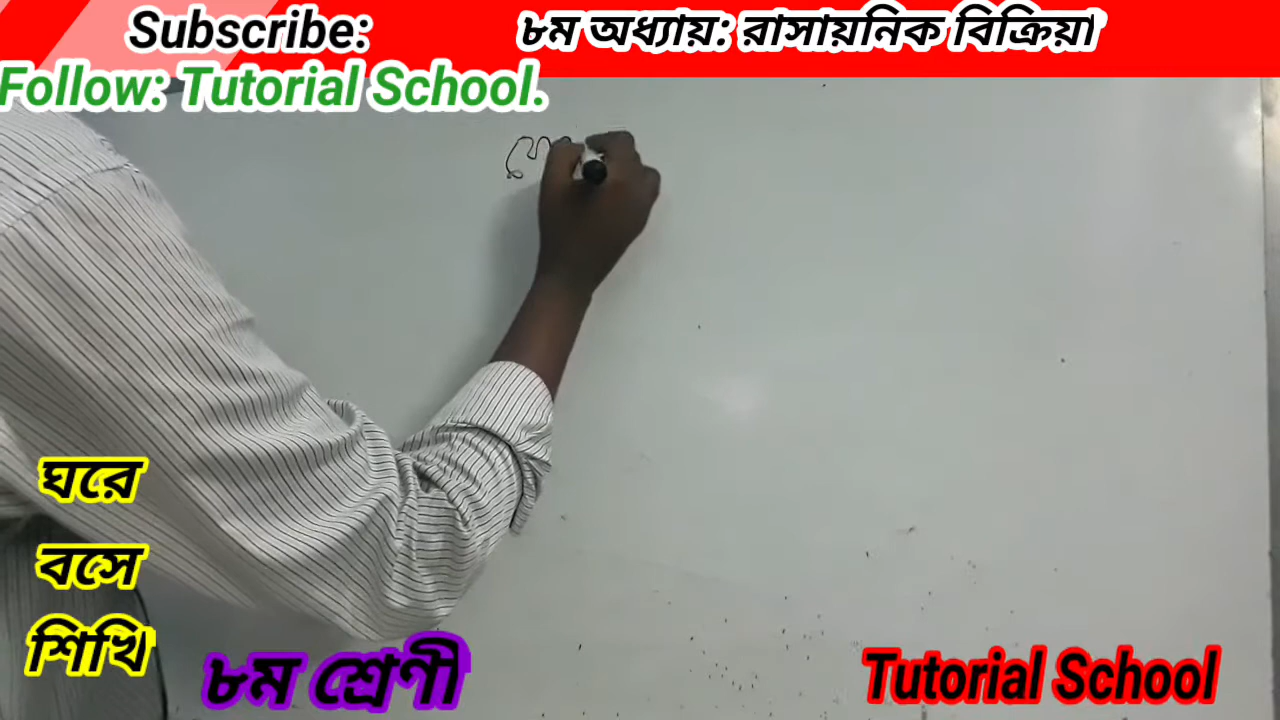 Subscribe: ৮ম অধ্যায়: রাসায়নিক বিক্রিয়া
Follow: Tutorial School.
ঘরে
বসে
শিখি
৮ম শ্রেণী
Tutorial School